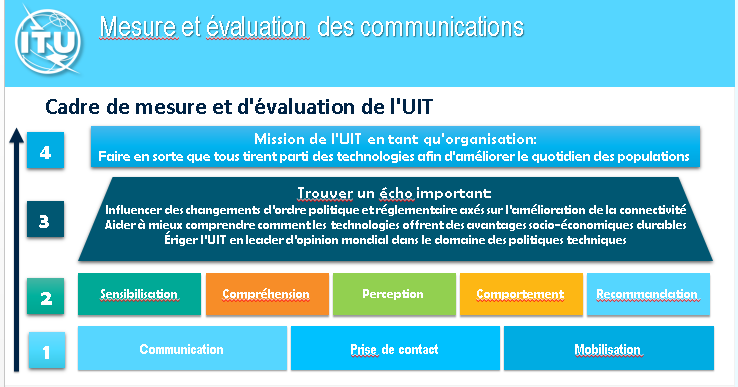 ITU
Mesure et évaluation des communications
Cadre de mesure et d'évaluation de l'UIT
4
Mission de l'UIT en tant qu'organisation:
Faire en sorte que tous tirent parti des technologies afin d'améliorer le quotidien des populations
3
Trouver un écho important:
Influencer des changements d'ordre politique et réglementaire axés sur l'amélioration de la connectivité
Aider à mieux comprendre comment les technologies offrent des avantages socio-économiques durables
Ériger l'UIT en leader d'opinion mondial dans le domaine des politiques techniques
2
Sensibilisation
Compréhension
Perception
Comportement
Recommandation
1
Communication
Prise de contact
Mobilisation